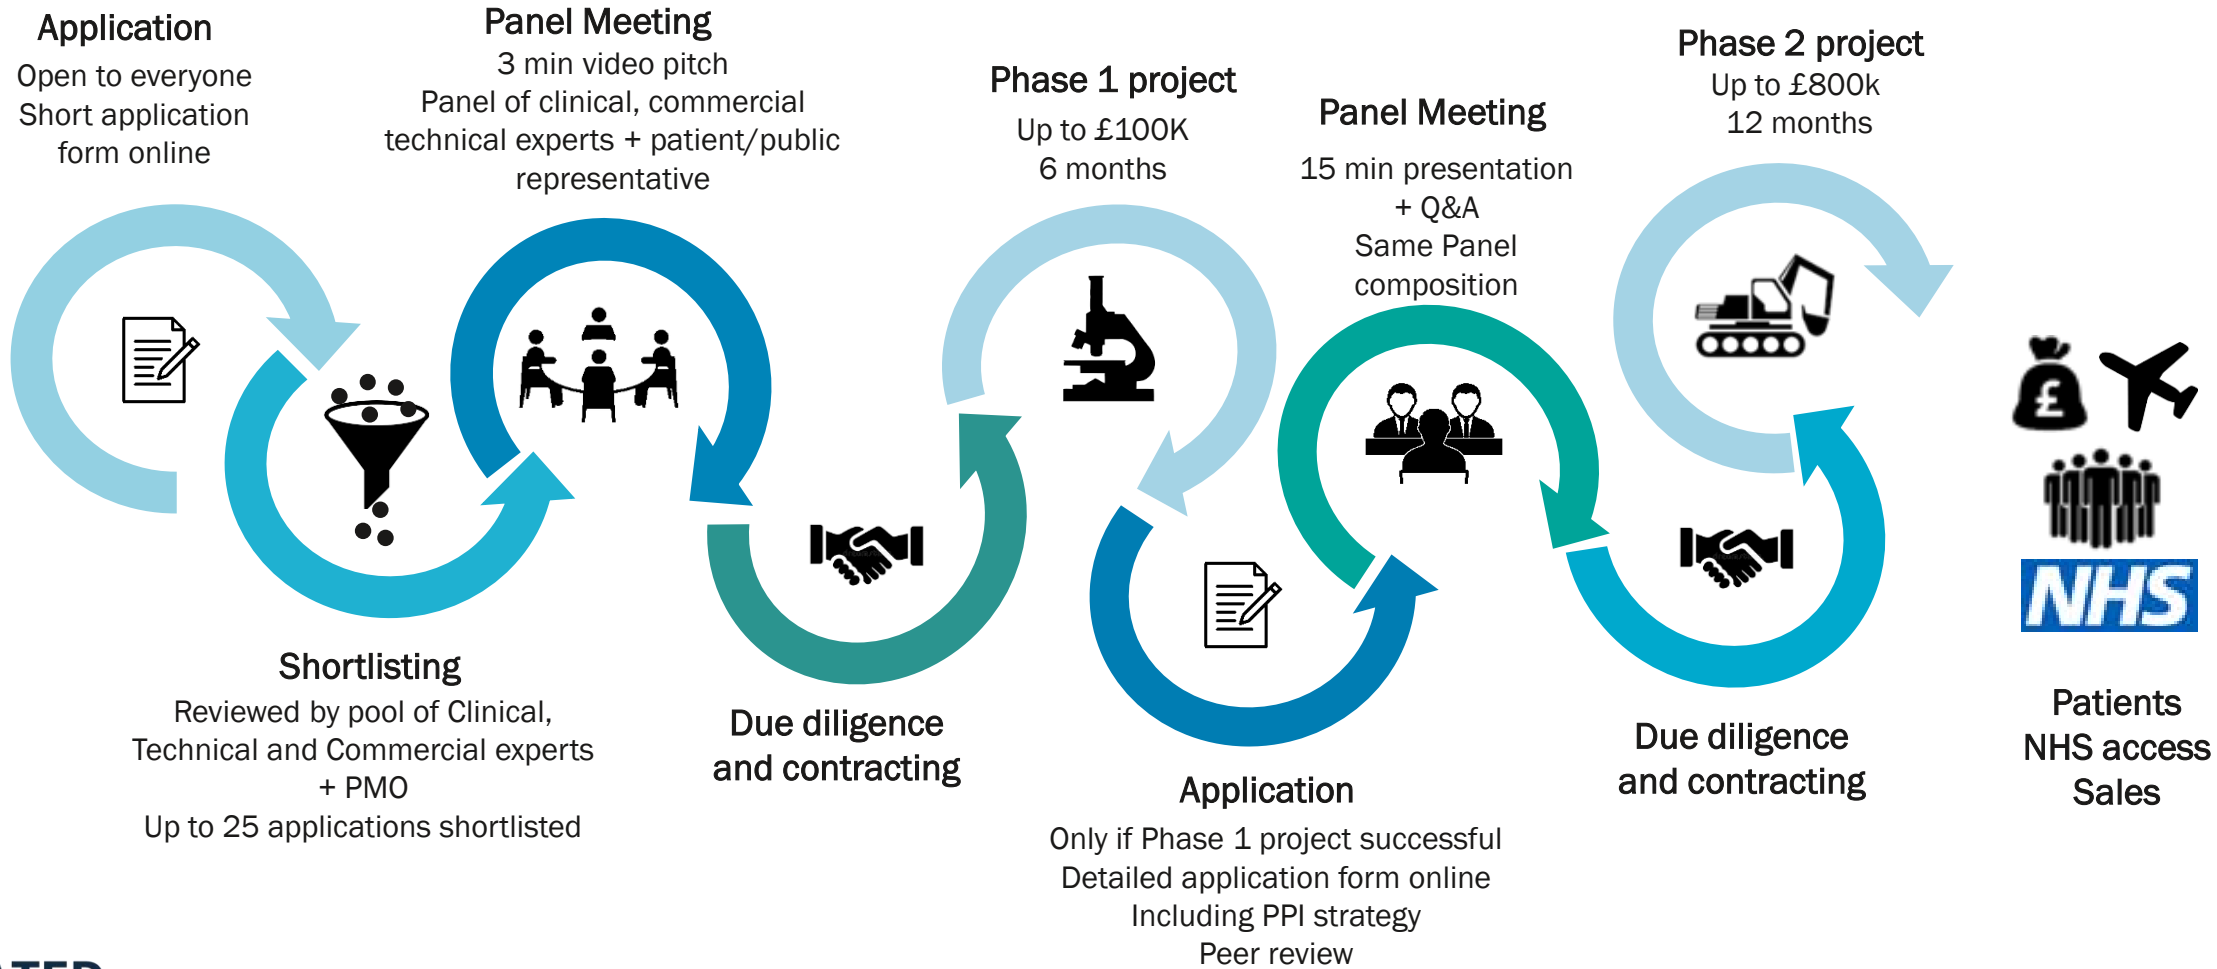 Application
Open to everyone
Short application
form online
Shortlisting
Reviewed by pool of Clinical,
Technical and Commercial experts
+ PMO
Up to 25 applications shortlisted
Panel Meeting
3 min video pitch
Panel of clinical, commercial
technical experts + patient/public
representative
Due diligence
and contracting
Phase 1 project
Up to £100K
6 months
Application
Only if Phase 1 project successful
Detailed application form online
Including PPI strategy
Peer review
Panel Meeting
15 min presentation
+ Q&A
Same Panel
composition
Due diligence
and contracting
Phase 2 project
Up to £800k
12 months
£
NHS
Patients
NHS access
Sales